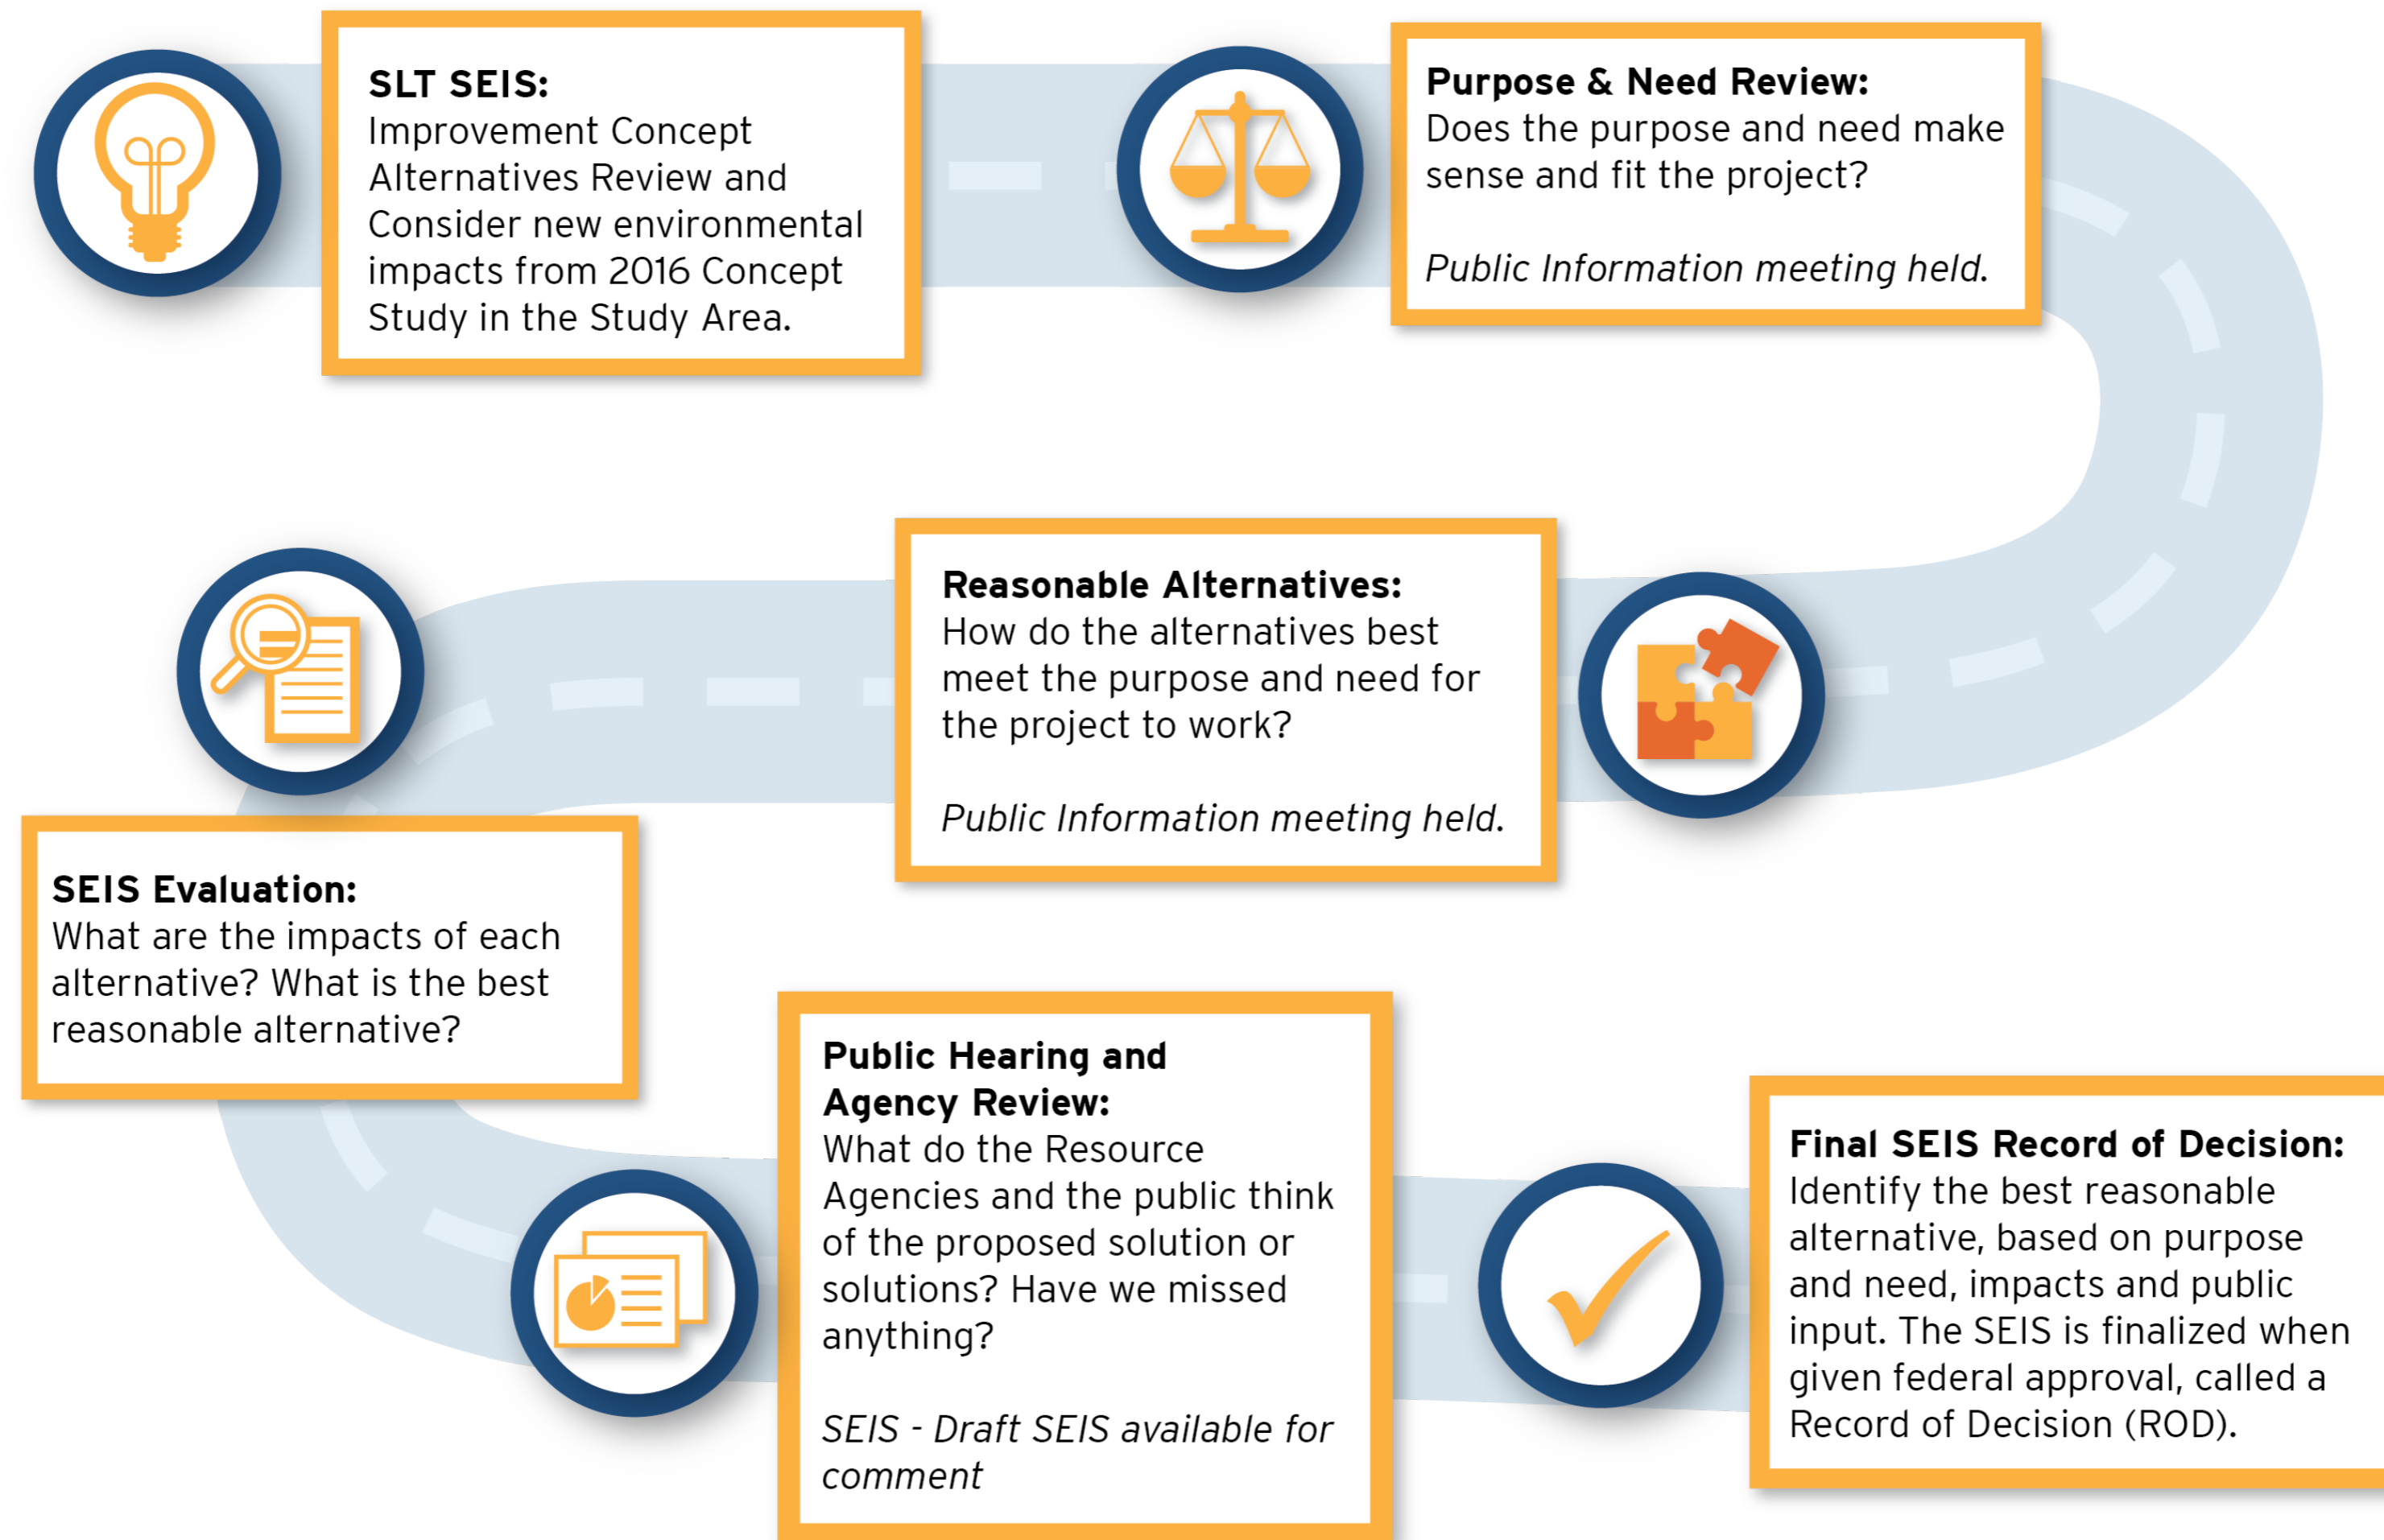 SLT SEIS:
Improvement Concept
Alternatives Review and
Consider new environmental
impacts from 2016 Concept
Study in the Study Area.
Purpose & Need Review:
Does the purpose and need make
sense and fit the project?
Public Information meeting held.
Reasonable Alternatives:
How do the alternatives best
meet the purpose and need for
the project to work?
Public Information meeting held.
SEIS Evaluation:
What are the impacts of each
alternative? What is the best
reasonable alternative?
Public Hearing and
Agency Review:
What do the Resource
Agencies and the public think
of the proposed solution or
solutions? Have we missed
anything?
SEIS - Draft SEIS available for
comment
Final SEIS Record of Decision:
Identify the best reasonable
alternative, based on purpose
and need, impacts and public
input. The SEIS is finalized when
given federal approval, called a
Record of Decision (ROD).